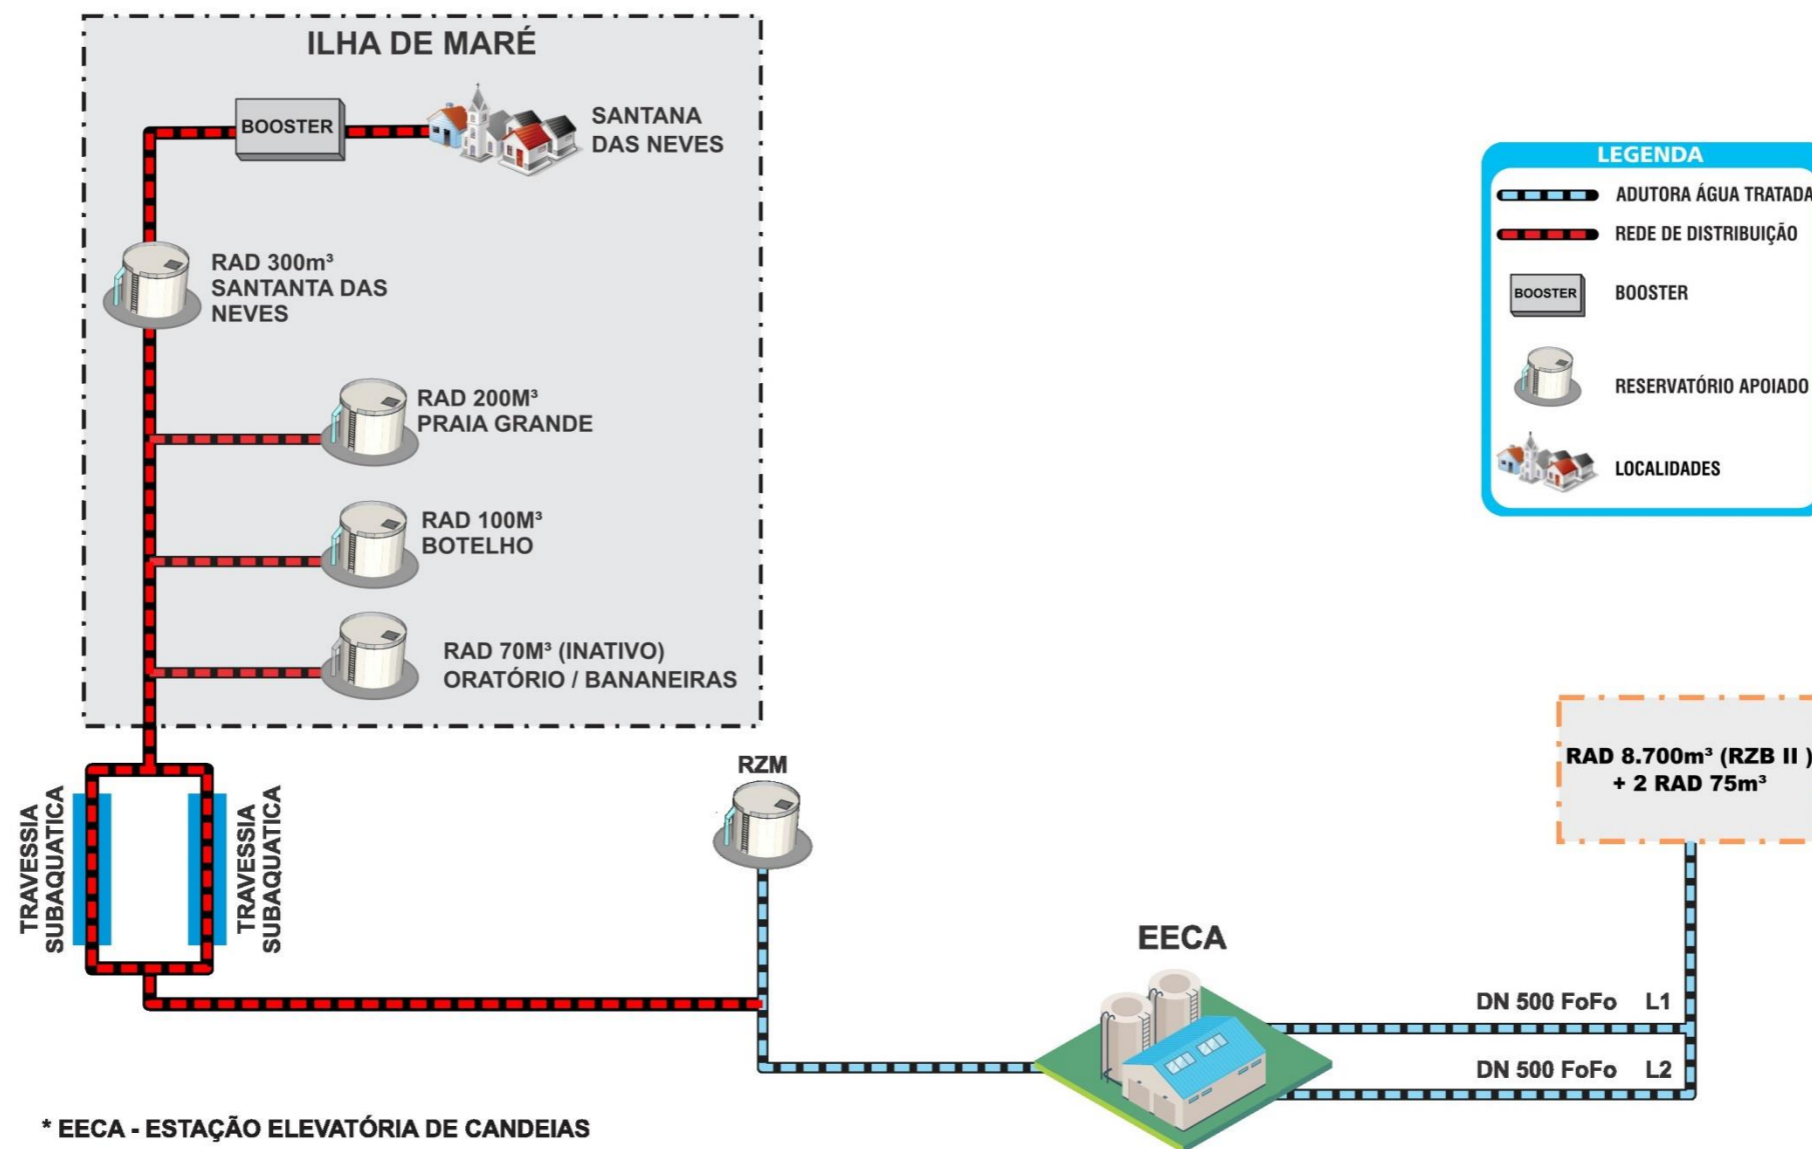 ILHA DE MARÉ
BOOSTER
SANTANA
DAS NEVES
RAD 300m³
SANTANTA DAS
NEVES
RAD 200M³
PRAIA GRANDE
RAD 100M³
BOTELHO
RAD 70M³ (INATIVO)
ORATÓRIO / BANANEIRAS
LEGENDA
ADUTORA ÁGUA TRATADA
REDE DE DISTRIBUIÇÃO
BOOSTER
BOOSTER
RESERVATÓRIO APOIADO
LOCALIDADES
TRAVESSIA
SUBAQUATICA
TRAVESSIA
SUBAQUATICA
RZM
RAD 8.700m³ (RZB II )
+ 2 RAD 75m³
EECA
DN 500 FoFo L1
DN 500 FoFo L2
* EECA - ESTAÇÃO ELEVATÓRIA DE CANDEIAS